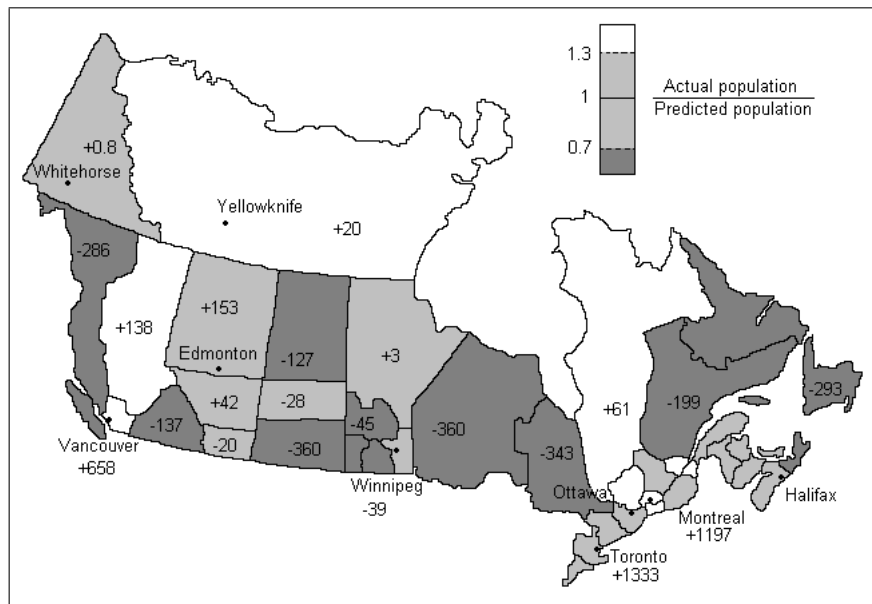 1.3
Actual population
1
Predicted population
0.7
+0.8
Whitehorse
Yellowknife
+20
-286
+153
+138
Edmonton
-127
+3
+42
-28
-137
-45
-20
-360
-360
-343
+61
-199
-293
Vancouver
+658
Winnipeg
-39
Ottawa
Halifax
Montreal
+1197
Toronto
+1333